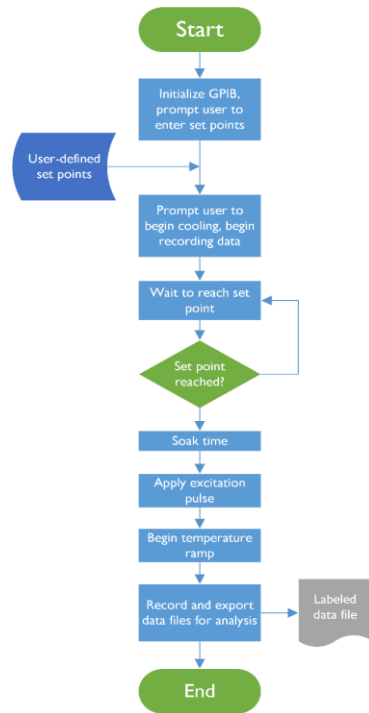 Start
Initialize GPIB,
prompt user to
enter set points
User-defined
set points
Prompt user to
begin cooling, begin
recording data
Wait to reach set
point
Set point
reached?
Soak time
Apply excitation
pulse
Begin temperature
ramp
Record and export
data files for analysis
Labeled
data file
End